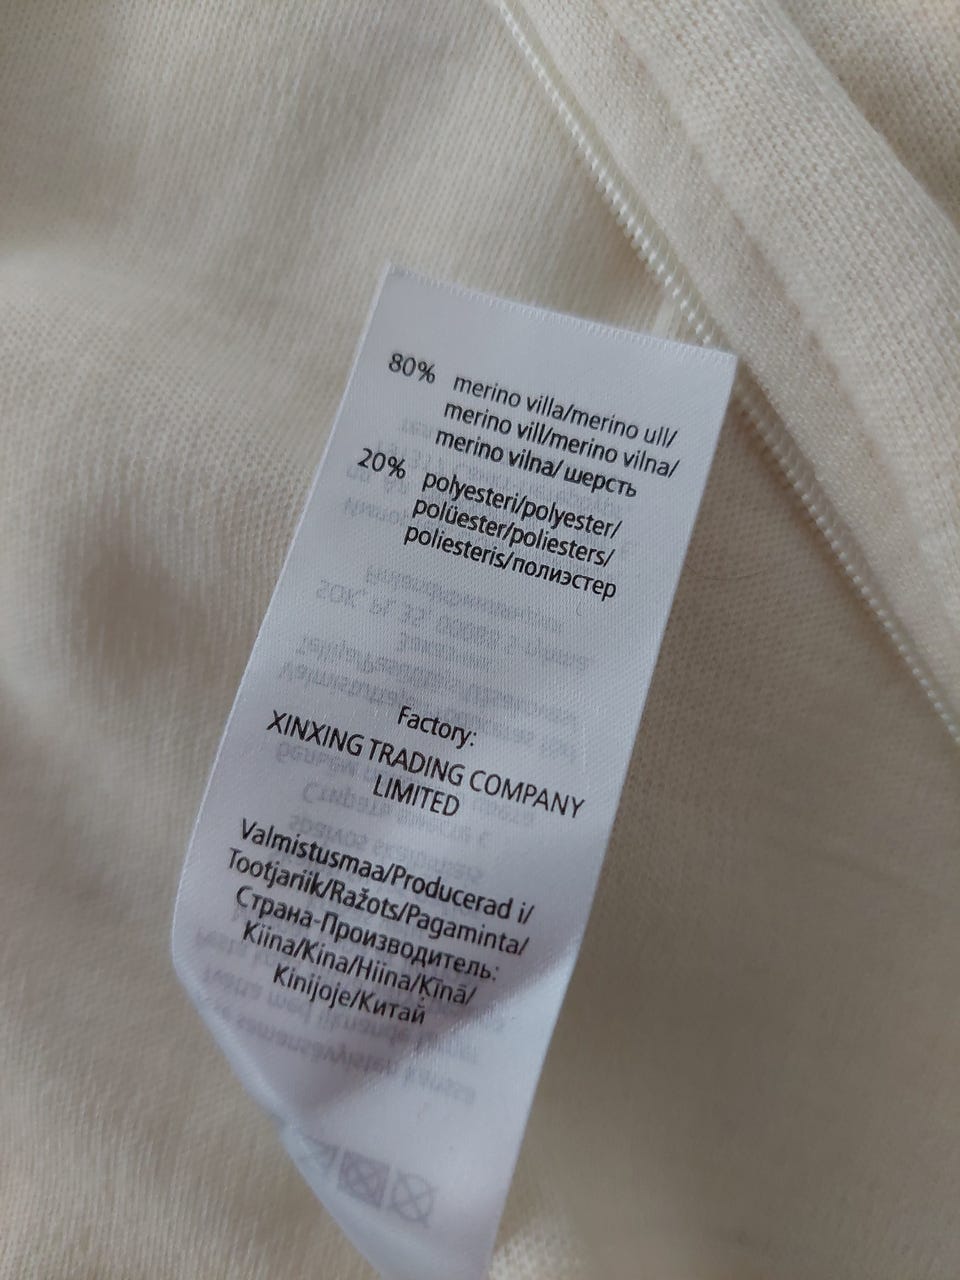 80% merino villa/merino ull/
merino vill/merino vilna/
merino vilna/ шерсть
20% polyesteri/polyester/
polüester/poliesters/
poliesteris/полиэстер
Factory:
XINXING TRADING COMPANY
LIMITED
Valmistusmaa/Producerad i/
Tootjariik/Ražots/Pagaminta/
Страна-Производитель:
Kiina/Kina/Hiina/Ķīnā/
Kinijoje/Китай